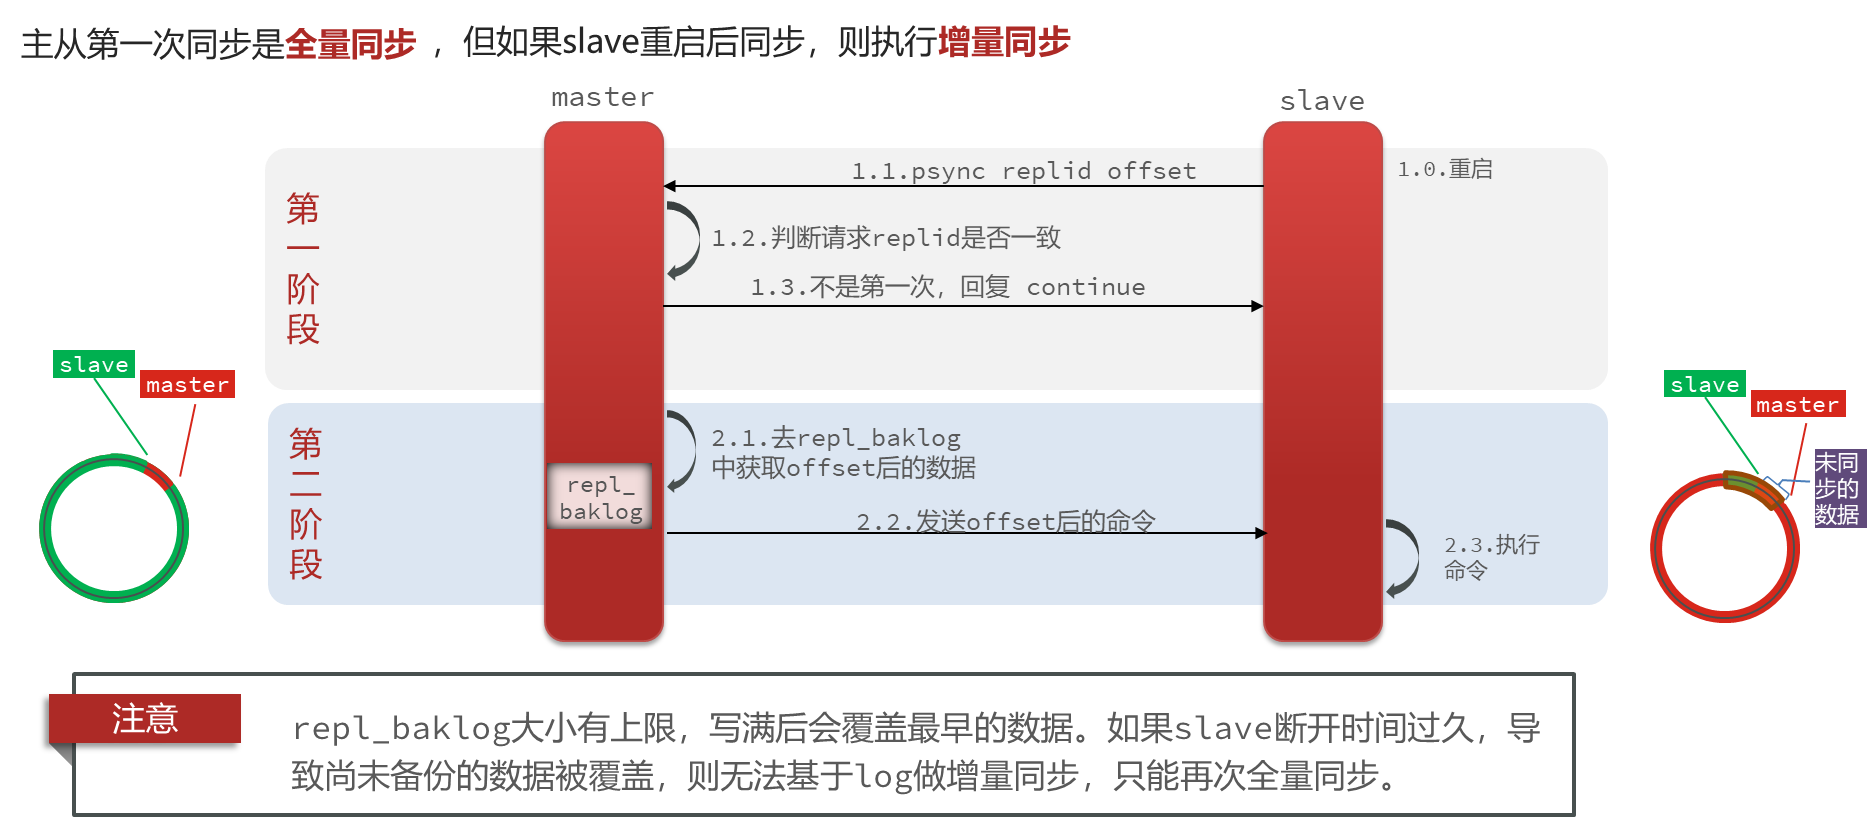 主从第一次同步是全量同步，但如果slave重启后同步，则执行增量同步
master
slave
1.0.重启
1.1.psync replid offset
第一阶段
1.2.判断请求replid是否一致
1.3.不是第一次，回复 continue
slave
master
slave
master
未同
步的
数据
第二阶段
2.1.去repl_baklog
中获取offset后的数据
repl_
baklog
2.2.发送offset后的命令
2.3.执行
命令
注意
repl_baklog大小有上限，写满后会覆盖最早的数据。如果slave断开时间过久，导
致尚未备份的数据被覆盖，则无法基于log做增量同步，只能再次全量同步。